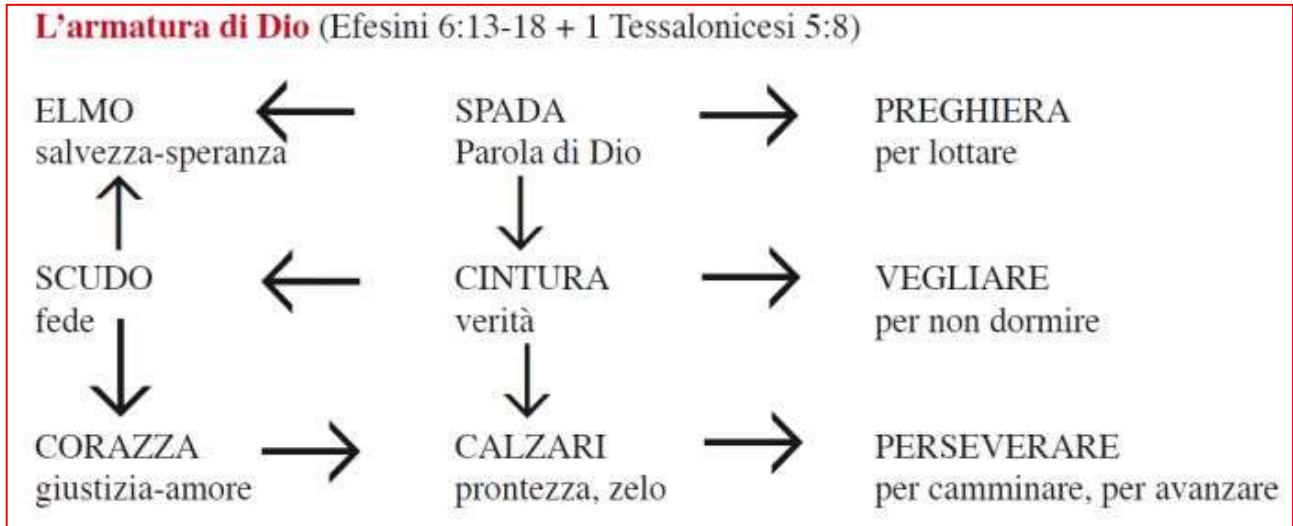 L'armatura di Dio (Efesini 6:13-18 + 1 Tessalonicesi 5:8)
ELMO SPADA PREGHIERA
salvezza-speranza Parola di Dio per lottare
SCUDO CINTURA VEGLIARE
fede verità per non dormire
CORAZZA CALZARI PERSEVERARE
giustizia-amore prontezza, zelo per camminare, per avanzare